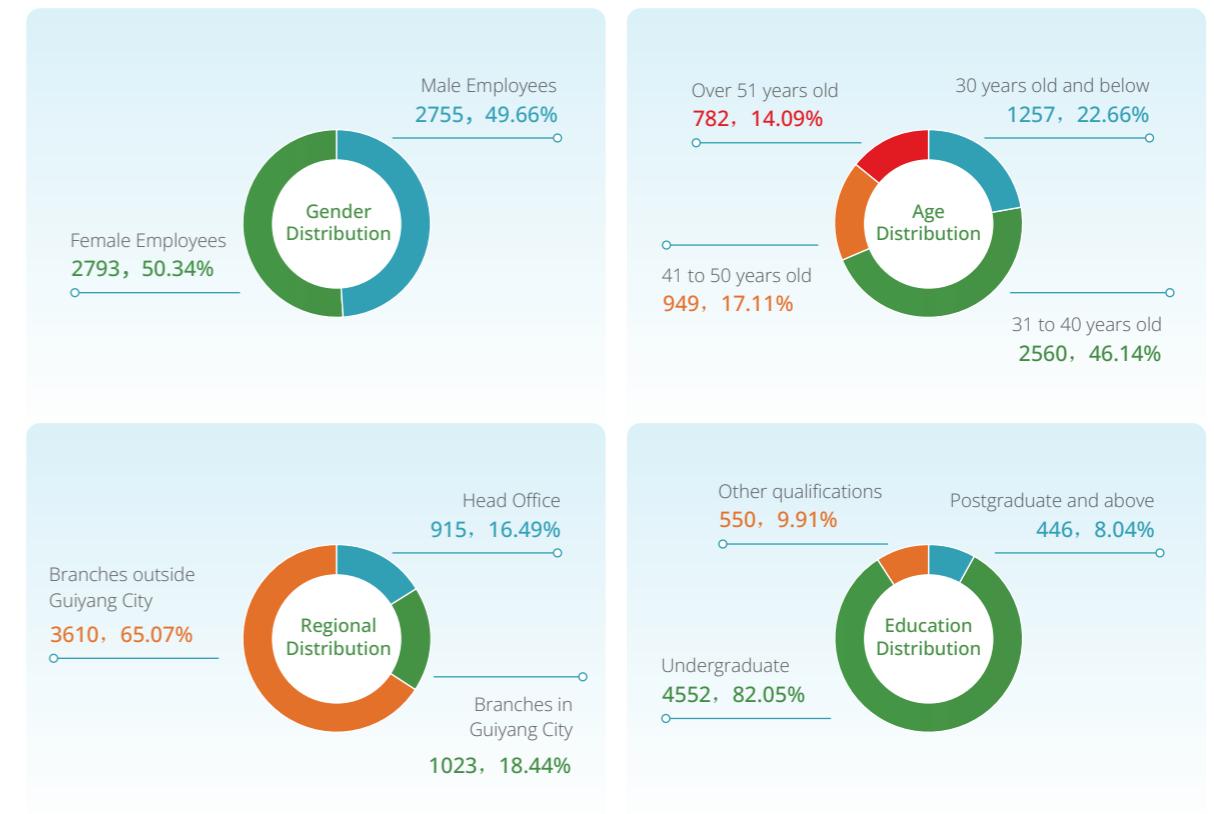 Male Employees
2755，49.66%
Gender
Distribution
Female Employees
2793，50.34%
Over 51 years old
782，14.09%
30 years old and below
1257，22.66%
Age
Distribution
41 to 50 years old
949，17.11%
31 to 40 years old
2560，46.14%
Head Office
915，16.49%
Branches outside
Guiyang City
3610，65.07%
Regional
Distribution
Branches in
Guiyang City
1023，18.44%
Other qualifications
550，9.91%
Postgraduate and above
446，8.04%
Education
Distribution
Undergraduate
4552，82.05%